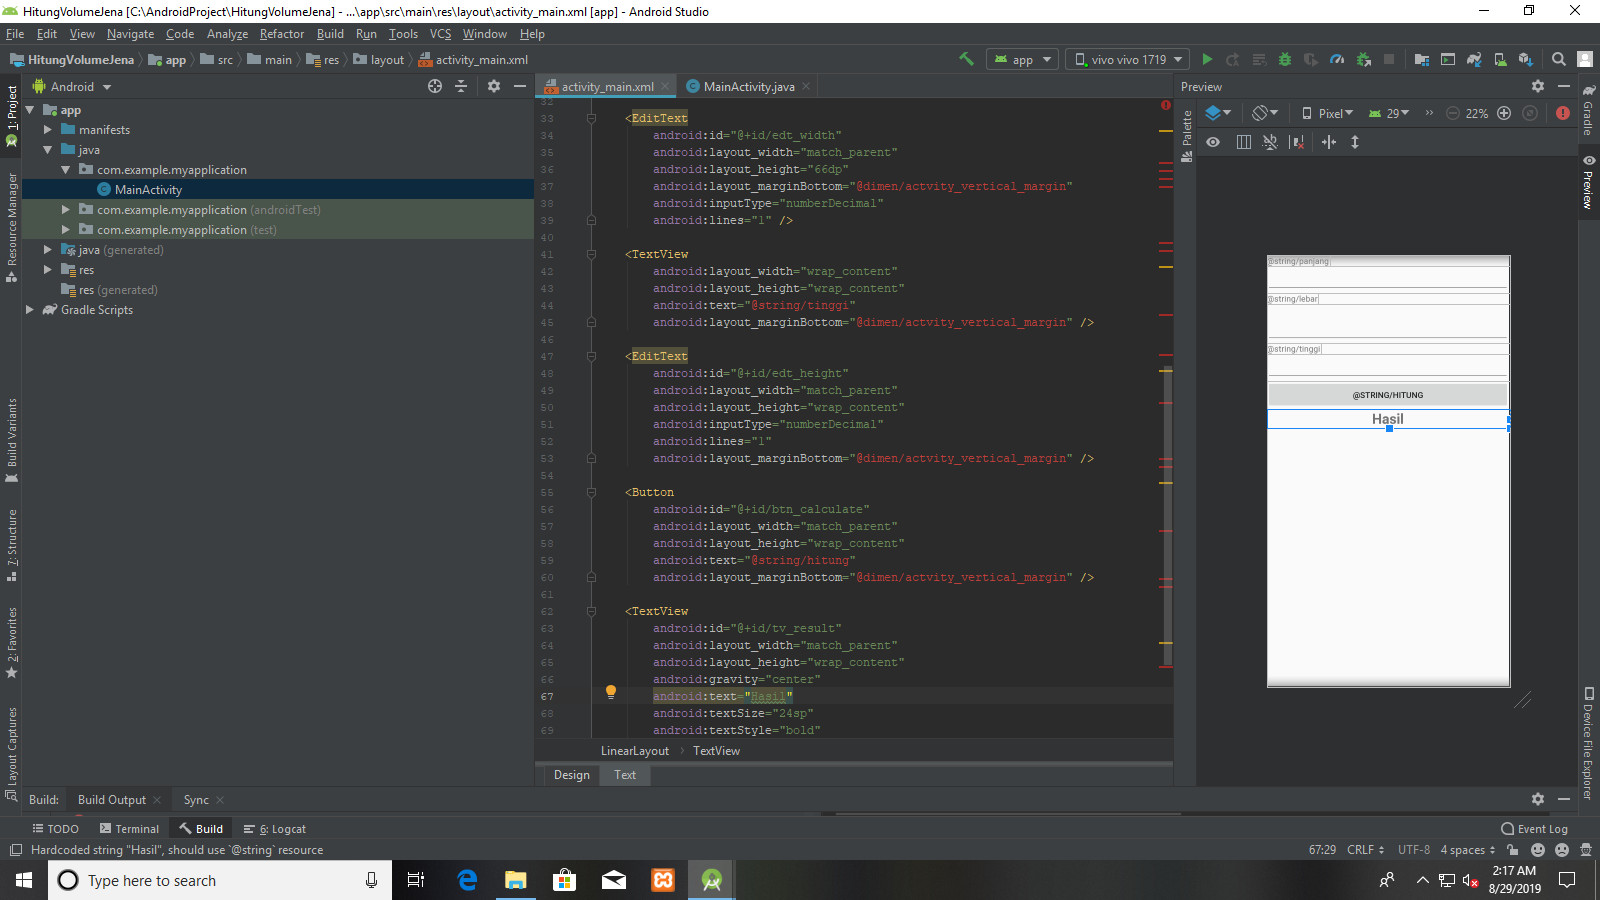 HitungVolumeJena [C:\AndroidProject\HitungVolumeJena] - ...\app\src\main\res\layout\activity_main.xml [app] - Android Studio
File Edit View Navigate Code Analyze Refactor Build Run Tools VCS Window Help
HitungVolumeJena app src main res layout activity_main.xml
app vivo vivo 1719
1: Project
Resource Manager
Build Variants
7: Structure
2: Favorites
Layout Captures
Android
app
manifests
java
com.example.myapplication
MainActivity
com.example.myapplication (androidTest)
com.example.myapplication (test)
java (generated)
res
res (generated)
Gradle Scripts
activity_main.xml MainActivity.java
32
33 <EditText
34 android:id="@+id/edt_width"
35 android:layout_width="match_parent"
36 android:layout_height="66dp"
37 android:layout_marginBottom="@dimen/actvity_vertical_margin"
38 android:inputType="numberDecimal"
39 android:lines="1" />
40
41 <TextView
42 android:layout_width="wrap_content"
43 android:layout_height="wrap_content"
44 android:text="@string/tinggi"
45 android:layout_marginBottom="@dimen/actvity_vertical_margin" />
46
47 <EditText
48 android:id="@+id/edt_height"
49 android:layout_width="match_parent"
50 android:layout_height="wrap_content"
51 android:inputType="numberDecimal"
52 android:lines="1"
53 android:layout_marginBottom="@dimen/actvity_vertical_margin" />
54
55 <Button
56 android:id="@+id/btn_calculate"
57 android:layout_width="match_parent"
58 android:layout_height="wrap_content"
59 android:text="@string/hitung"
60 android:layout_marginBottom="@dimen/actvity_vertical_margin" />
61
62 <TextView
63 android:id="@+id/tv_result"
64 android:layout_width="match_parent"
65 android:layout_height="wrap_content"
66 android:gravity="center"
67 android:text="Hasil"
68 android:textSize="24sp"
69 android:textStyle="bold"
LinearLayout TextView
Design Text
Preview
Palette
Pixel 29 » 22%
@string/panjang
@string/lebar
@string/tinggi
@STRING/HITUNG
Hasil
Gradle
Preview
Device File Explorer
Build: Build Output Sync
TODO Terminal Build 6: Logcat Event Log
Hardcoded string "Hasil", should use `@string` resource 67:29 CRLF UTF-8 4 spaces
Type here to search
2:17 AM
8/29/2019